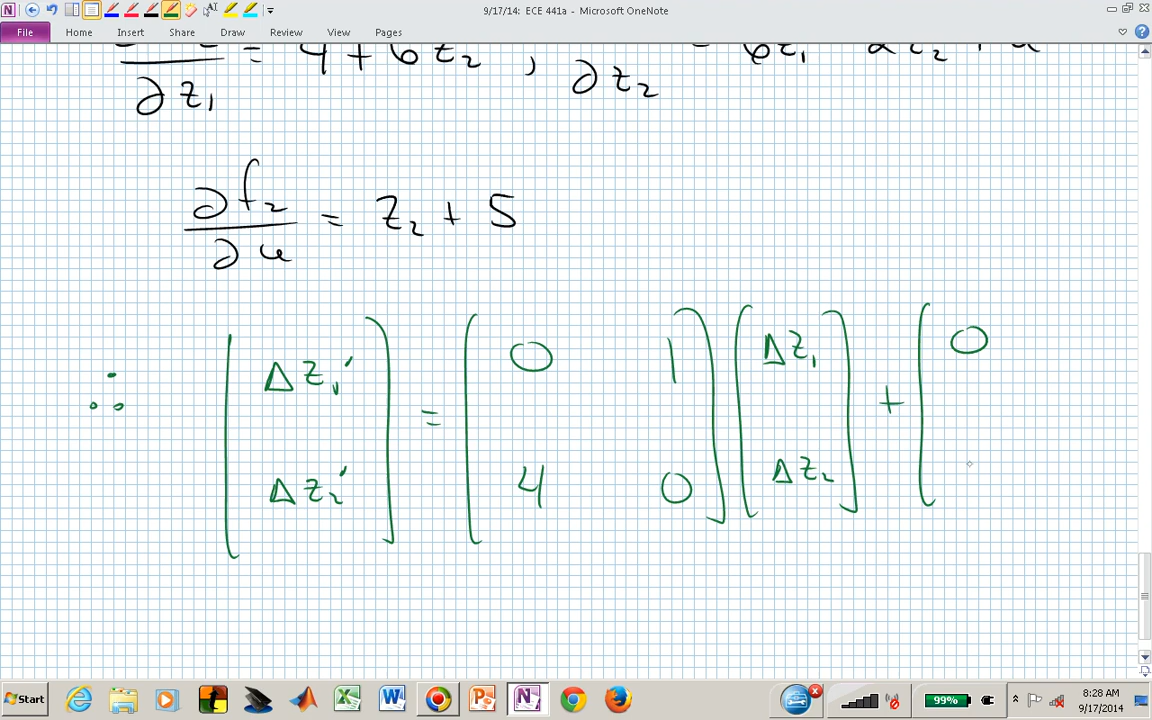 9/17/14: ECE 441a - Microsoft OneNote
File Home Insert Draw Share Review View Pages
∂z₁ = 4 + 6z₂ , ∂z₂ = 6z₁ 2z₂ + u
∂f₂/∂u = z₂ + 5
∴ [Δz₁' Δz₂'] = [0 1 4 0] [Δz₁ Δz₂] + [0
99%
Start
8:28 AM
9/17/2014